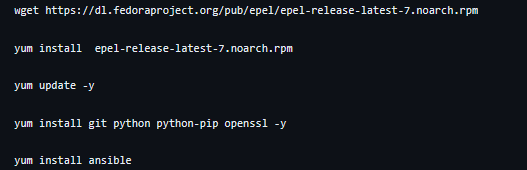 wget https://dl.fedoraproject.org/pub/epel/epel-release-latest-7.noarch.rpm
yum install  epel-release-latest-7.noarch.rpm
yum update -y
yum install git python python-pip openssl -y
yum install ansible